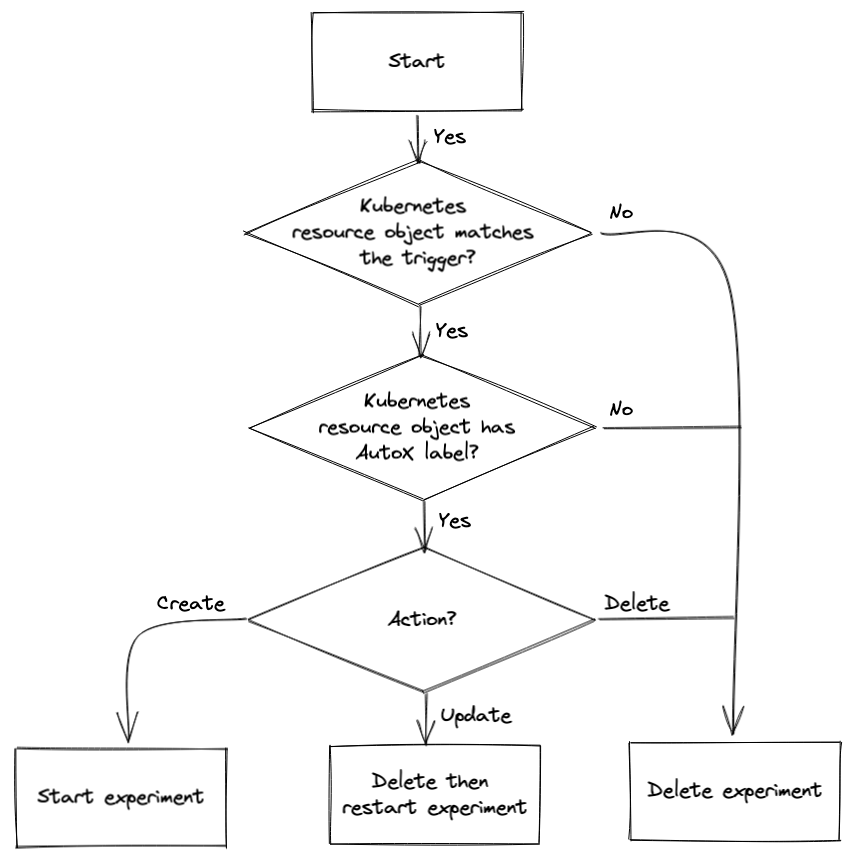 Start
Yes
Kubernetes
resource object matches
the trigger?
No
Yes
Kubernetes
resource object has
AutoX label?
No
Yes
Create
Action?
Delete
Update
Start experiment
Delete then
restart experiment
Delete experiment